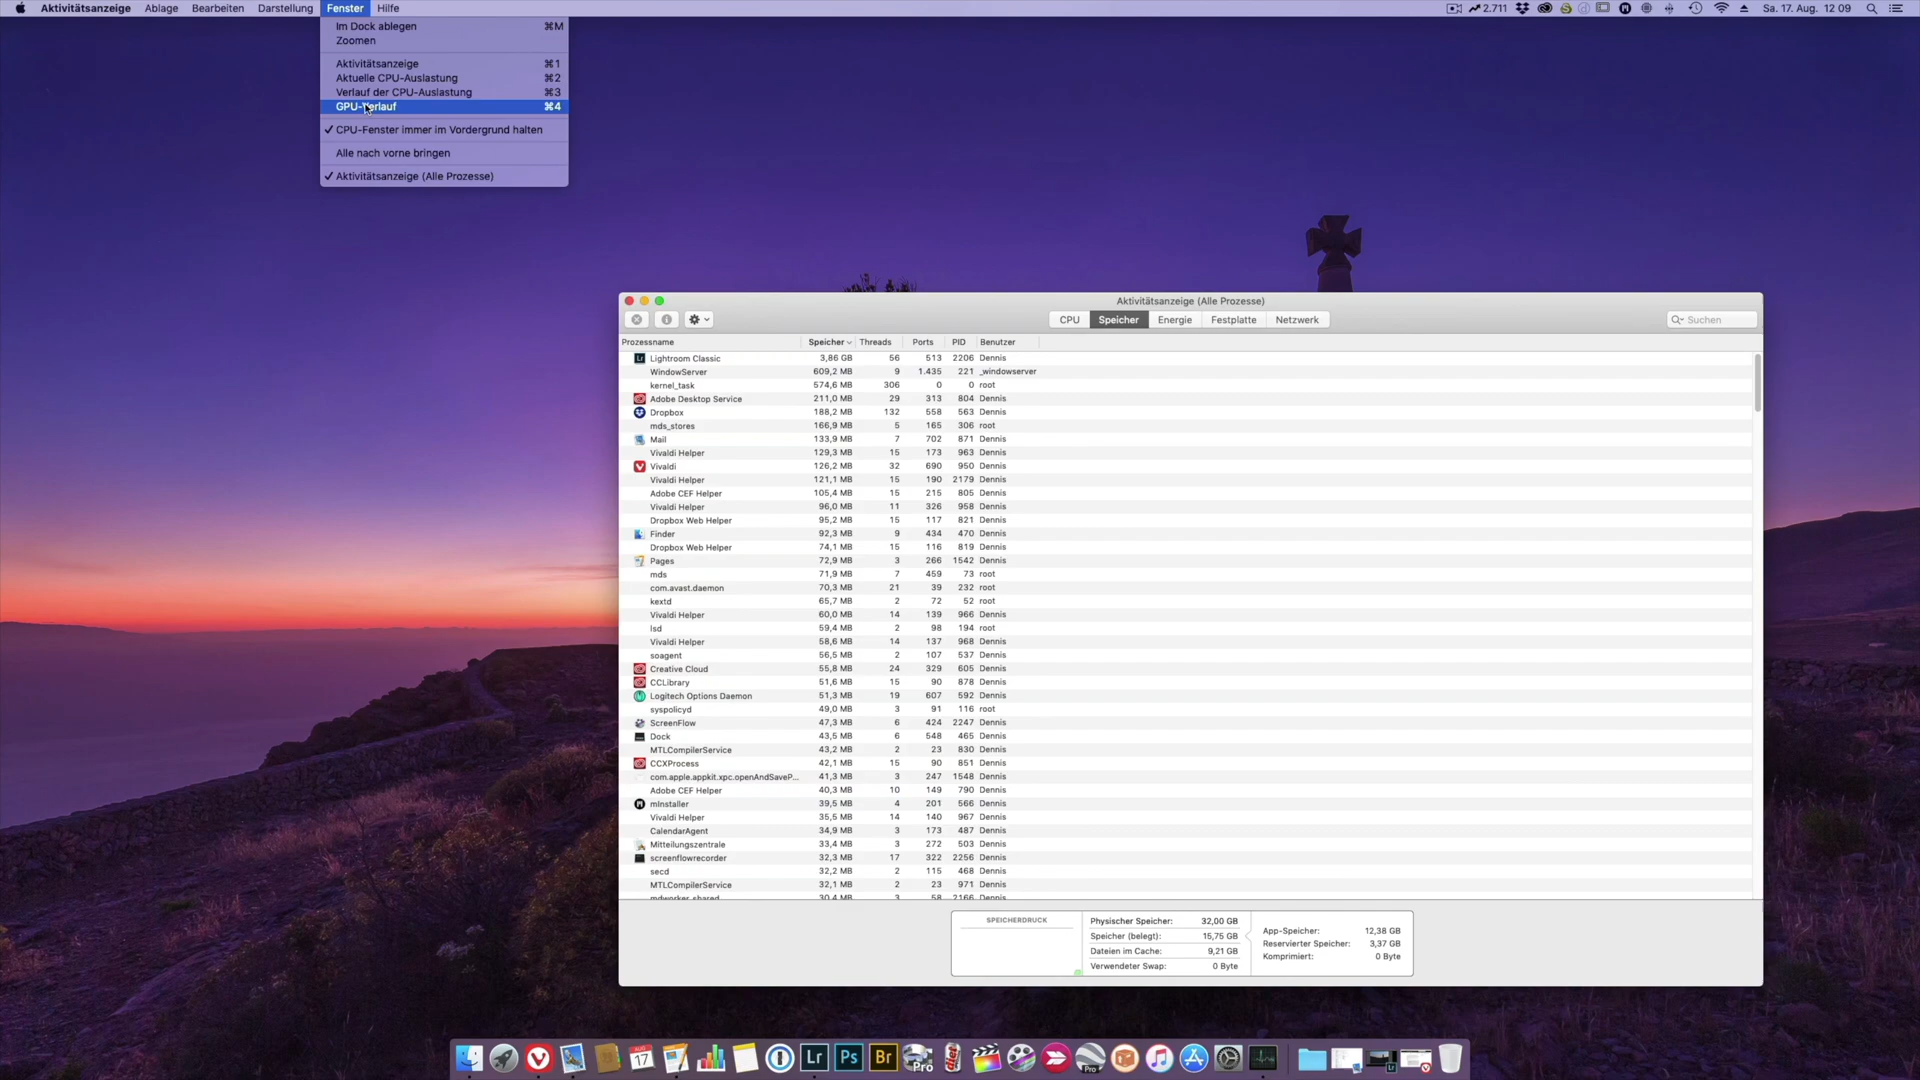 Aktivitätsanzeige Ablage Bearbeiten Darstellung Fenster Hilfe
2.711 Sa. 17. Aug. 12 09
Im Dock ablegen ⌘M
Zoomen
Aktivitätsanzeige ⌘1
Aktuelle CPU-Auslastung ⌘2
Verlauf der CPU-Auslastung ⌘3
GPU-Verlauf ⌘4
✓ CPU-Fenster immer im Vordergrund halten
Alle nach vorne bringen
✓ Aktivitätsanzeige (Alle Prozesse)
Aktivitätsanzeige (Alle Prozesse)
CPU Speicher Energie Festplatte Netzwerk Suchen
Prozessname Speicher Threads Ports PID Benutzer
Lr Lightroom Classic 3,86 GB 56 513 2206 Dennis
WindowServer 609,2 MB 9 1.435 221 _windowserver
kernel_task 574,6 MB 306 0 0 root
Adobe Desktop Service 211,0 MB 29 313 804 Dennis
Dropbox 188,2 MB 132 558 563 Dennis
mds_stores 166,9 MB 5 165 306 root
Mail 133,9 MB 7 702 871 Dennis
Vivaldi Helper 129,3 MB 15 173 963 Dennis
Vivaldi 126,2 MB 32 690 950 Dennis
Vivaldi Helper 121,1 MB 15 190 2179 Dennis
Adobe CEF Helper 105,4 MB 15 215 805 Dennis
Vivaldi Helper 96,0 MB 11 326 958 Dennis
Dropbox Web Helper 95,2 MB 15 117 821 Dennis
Finder 92,3 MB 9 434 470 Dennis
Dropbox Web Helper 74,1 MB 15 116 819 Dennis
Pages 72,9 MB 3 266 1542 Dennis
mds 71,9 MB 7 459 73 root
com.avast.daemon 70,3 MB 21 39 232 root
kextd 65,7 MB 2 72 52 root
Vivaldi Helper 60,0 MB 14 139 966 Dennis
lsd 59,4 MB 2 98 194 root
Vivaldi Helper 58,6 MB 14 137 968 Dennis
soagent 56,5 MB 2 107 537 Dennis
Creative Cloud 55,8 MB 24 329 605 Dennis
CCLibrary 51,6 MB 15 90 878 Dennis
Logitech Options Daemon 51,3 MB 19 607 592 Dennis
syspolicyd 49,0 MB 3 91 116 root
ScreenFlow 47,3 MB 6 424 2247 Dennis
Dock 43,5 MB 6 548 465 Dennis
MTLCompilerService 43,2 MB 2 23 830 Dennis
CCXProcess 42,1 MB 15 90 851 Dennis
com.apple.appkit.xpc.openAndSaveP... 41,3 MB 3 247 1548 Dennis
Adobe CEF Helper 40,3 MB 10 149 790 Dennis
mInstaller 39,5 MB 4 201 566 Dennis
Vivaldi Helper 35,5 MB 14 140 967 Dennis
CalendarAgent 34,9 MB 3 173 487 Dennis
Mitteilungszentrale 33,4 MB 3 272 503 Dennis
screenflowrecorder 32,3 MB 17 322 2256 Dennis
secd 32,2 MB 2 115 468 Dennis
MTLCompilerService 32,1 MB 2 23 971 Dennis
mdworker_shared 30,4 MB 3 58 2166 Dennis
SPEICHERDRUCK
Physischer Speicher: 32,00 GB
Speicher (belegt): 15,75 GB
Dateien im Cache: 9,21 GB
Verwendeter Swap: 0 Byte
App-Speicher: 12,38 GB
Reservierter Speicher: 3,37 GB
Komprimiert: 0 Byte
AUG 17 Lr Ps Br Pro Pro